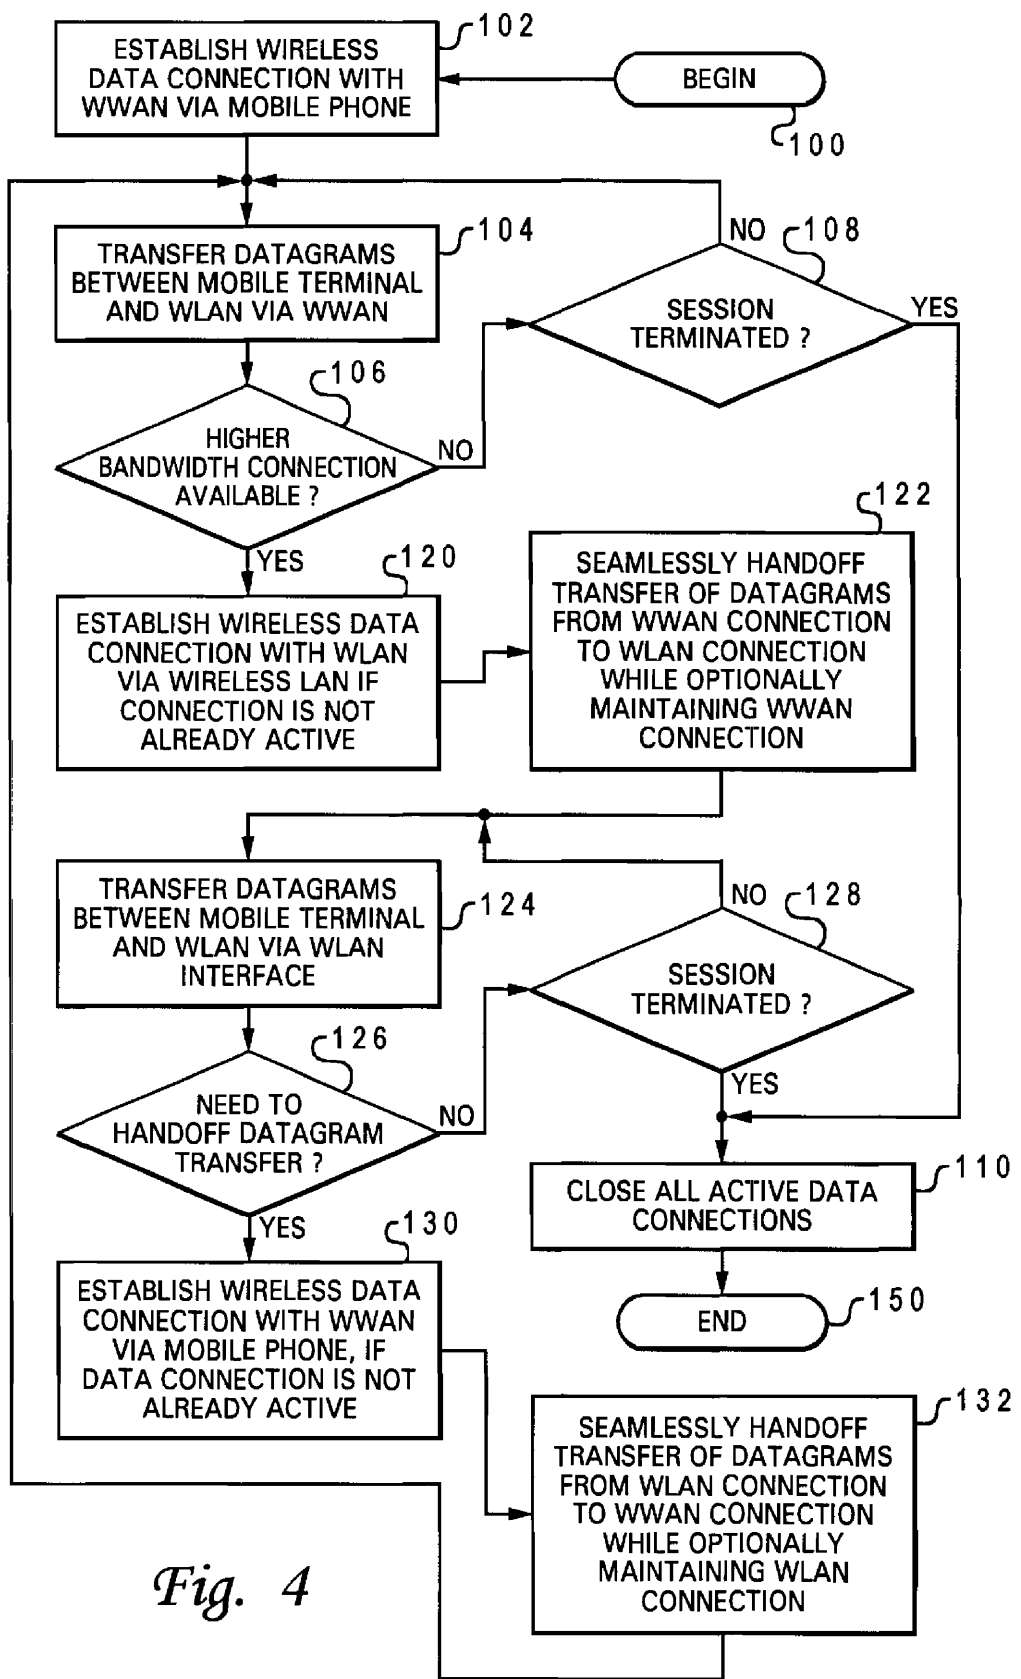 102
ESTABLISH WIRELESS
DATA CONNECTION WITH
WWAN VIA MOBILE PHONE
BEGIN
100
104
TRANSFER DATAGRAMS
BETWEEN MOBILE TERMINAL
AND WLAN VIA WWAN
NO
108
SESSION
TERMINATED ?
YES
106
HIGHER
BANDWIDTH CONNECTION
AVAILABLE ?
NO
YES
120
ESTABLISH WIRELESS DATA
CONNECTION WITH WLAN
VIA WIRELESS LAN IF
CONNECTION IS NOT
ALREADY ACTIVE
122
SEAMLESSLY HANDOFF
TRANSFER OF DATAGRAMS
FROM WWAN CONNECTION
TO WLAN CONNECTION
WHILE OPTIONALLY
MAINTAINING WWAN
CONNECTION
TRANSFER DATAGRAMS
BETWEEN MOBILE TERMINAL
AND WLAN VIA WLAN
INTERFACE
124
NO
128
SESSION
TERMINATED ?
YES
126
NEED TO
HANDOFF DATAGRAM
TRANSFER ?
NO
YES
110
CLOSE ALL ACTIVE DATA
CONNECTIONS
130
ESTABLISH WIRELESS DATA
CONNECTION WITH WWAN
VIA MOBILE PHONE, IF
DATA CONNECTION IS NOT
ALREADY ACTIVE
END
150
132
SEAMLESSLY HANDOFF
TRANSFER OF DATAGRAMS
FROM WLAN CONNECTION
TO WWAN CONNECTION
WHILE OPTIONALLY
MAINTAINING WLAN
CONNECTION
Fig. 4